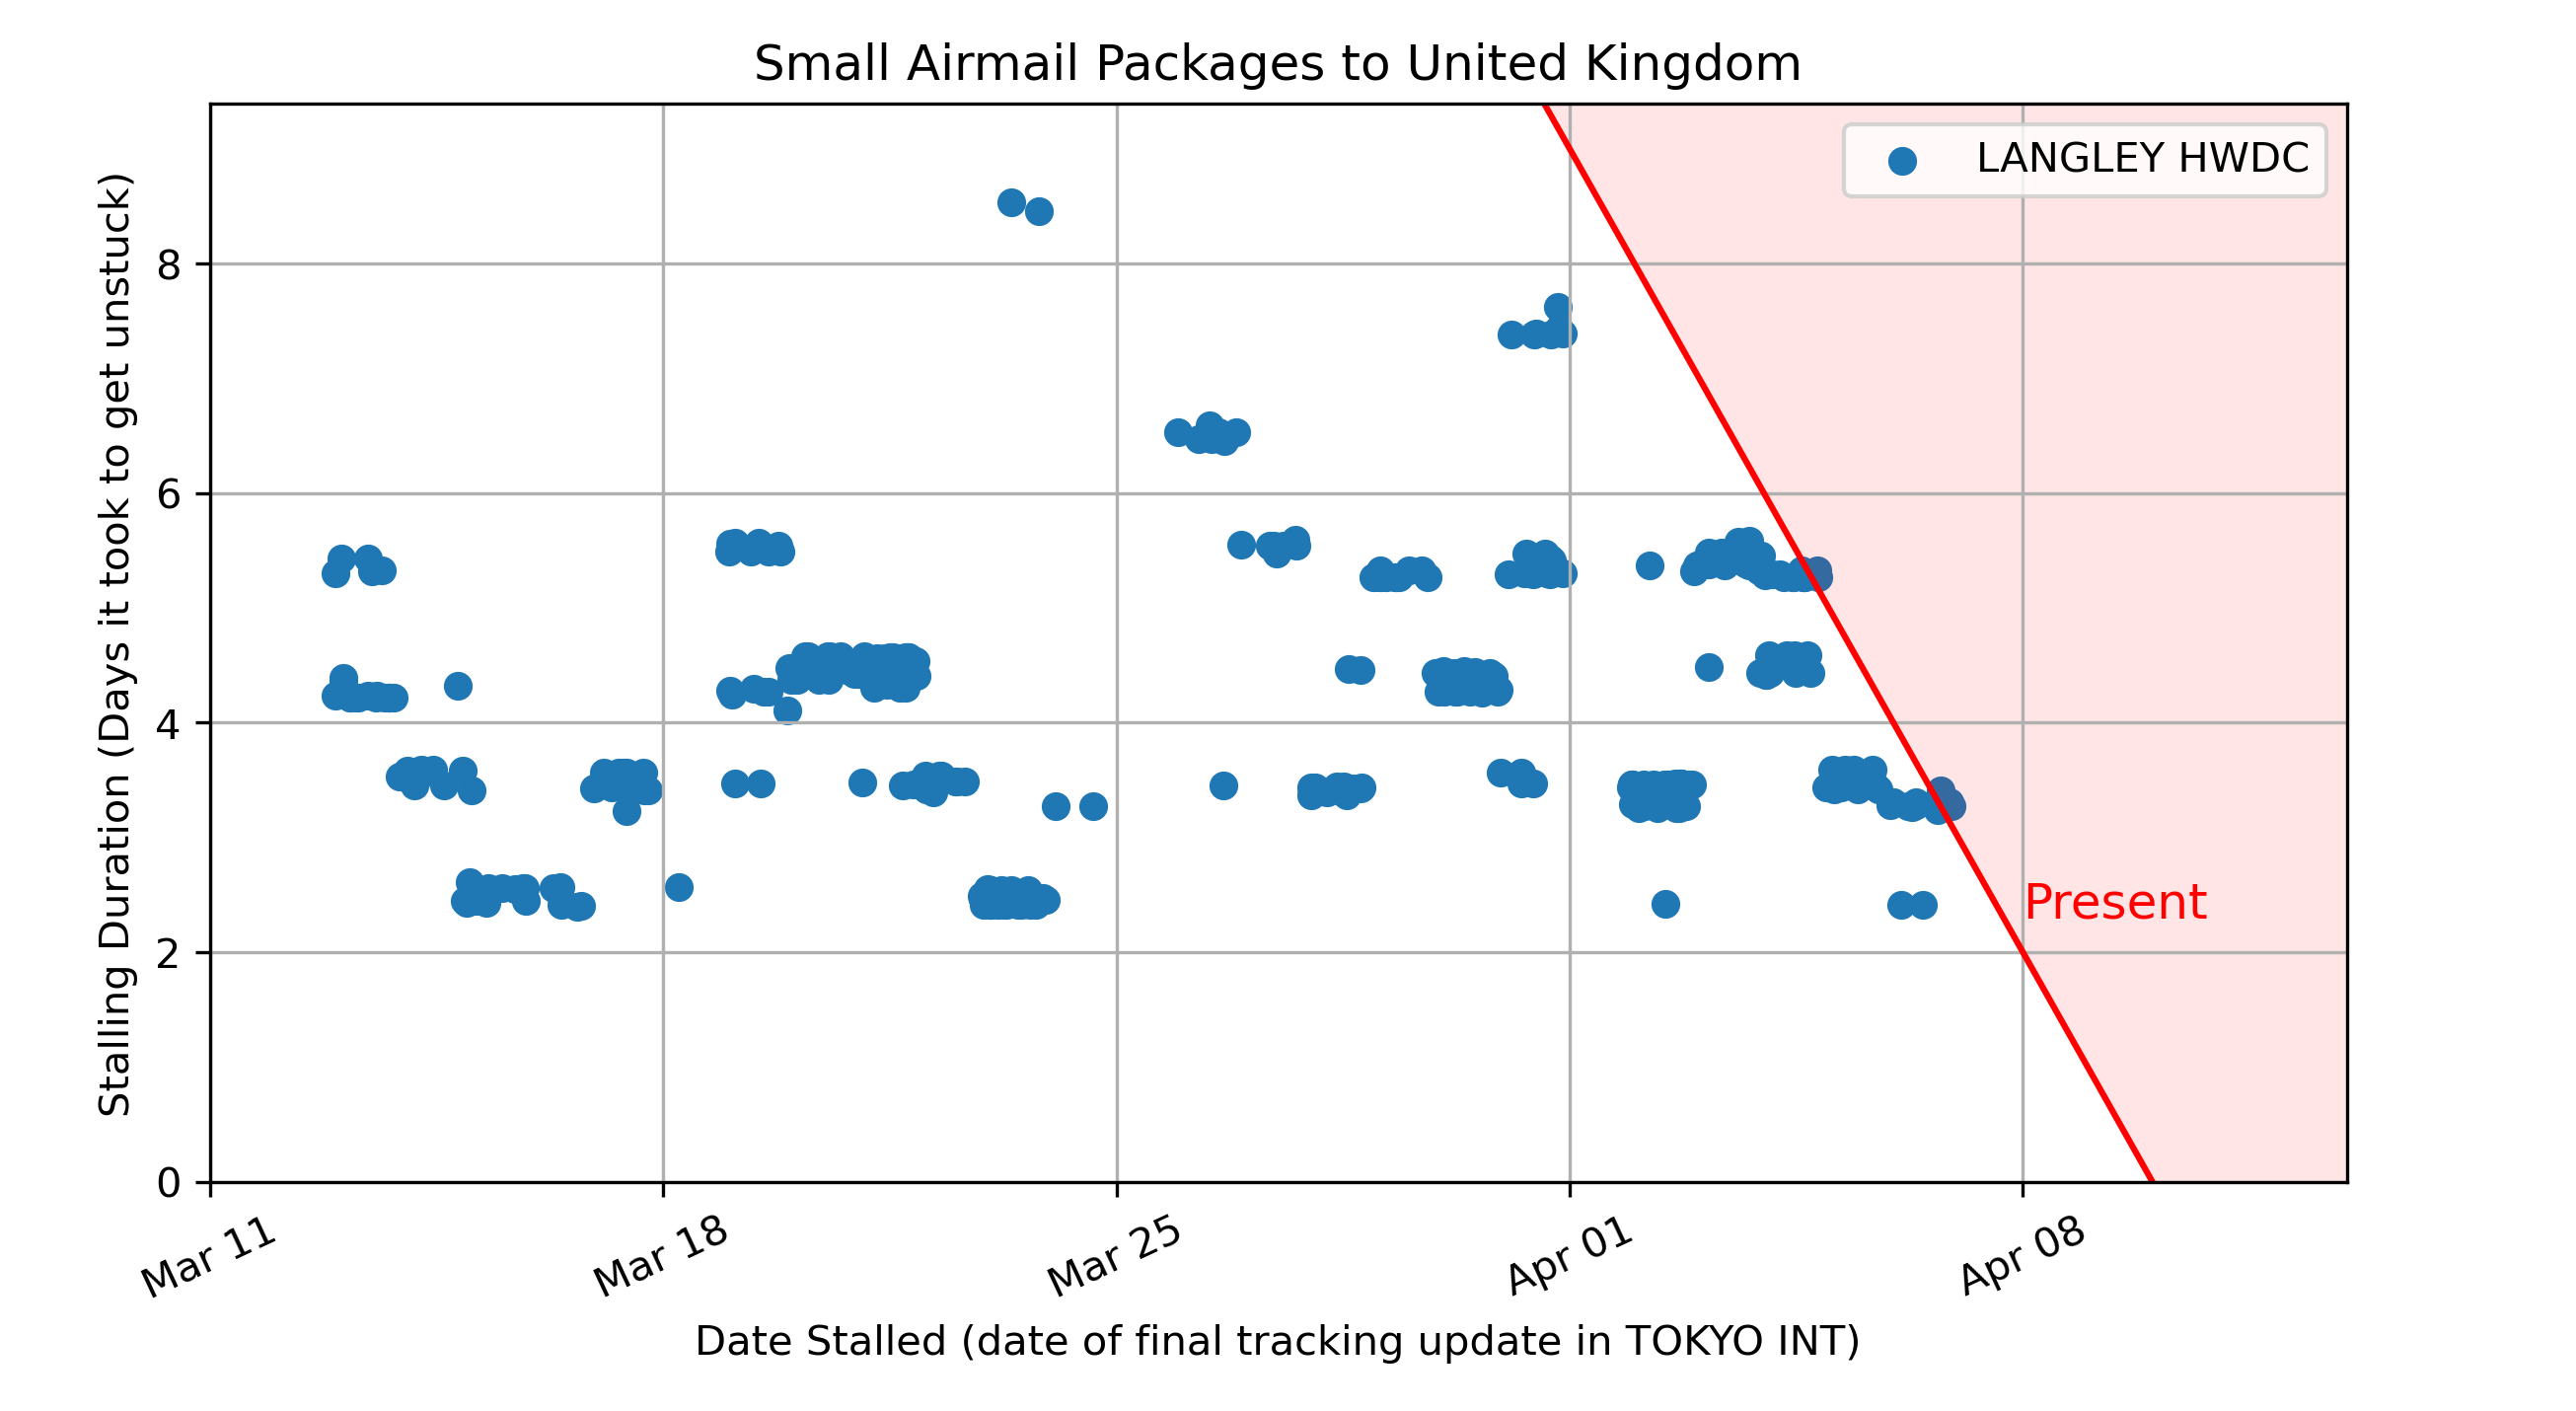 Small Airmail Packages to United Kingdom
LANGLEY HWDC
Stalling Duration (Days it took to get unstuck)
8
6
4
2
0
Present
Mar 11
Mar 18
Mar 25
Apr 01
Apr 08
Date Stalled (date of final tracking update in TOKYO INT)